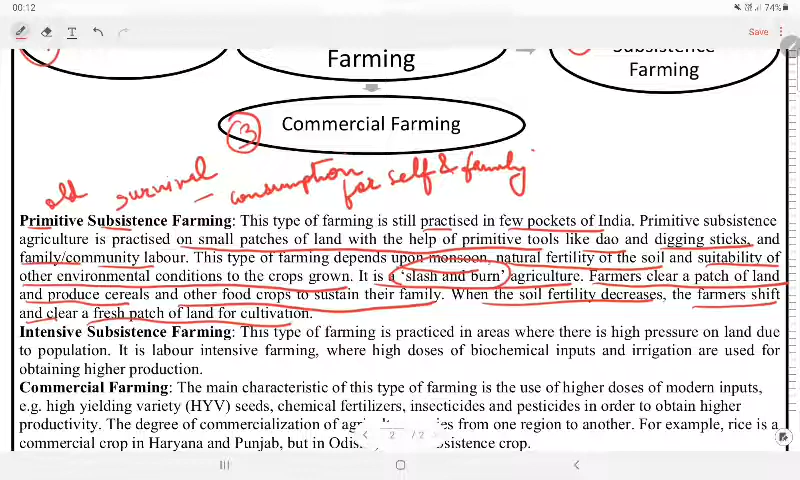 00:12
74%
T
Save
Subsistence
Farming
Farming
3
Commercial Farming
old survival – consumption for self & family
Primitive Subsistence Farming: This type of farming is still practised in few pockets of India. Primitive subsistence
agriculture is practised on small patches of land with the help of primitive tools like dao and digging sticks, and
family/community labour. This type of farming depends upon monsoon, natural fertility of the soil and suitability of
other environmental conditions to the crops grown. It is a ‘slash and burn’ agriculture. Farmers clear a patch of land
and produce cereals and other food crops to sustain their family. When the soil fertility decreases, the farmers shift
and clear a fresh patch of land for cultivation.
Intensive Subsistence Farming: This type of farming is practiced in areas where there is high pressure on land due
to population. It is labour intensive farming, where high doses of biochemical inputs and irrigation are used for
obtaining higher production.
Commercial Farming: The main characteristic of this type of farming is the use of higher doses of modern inputs,
e.g. high yielding variety (HYV) seeds, chemical fertilizers, insecticides and pesticides in order to obtain higher
productivity. The degree of commercialization of es from one region to another. For example, rice is a
commercial crop in Haryana and Punjab, but in crop.
2 / 2